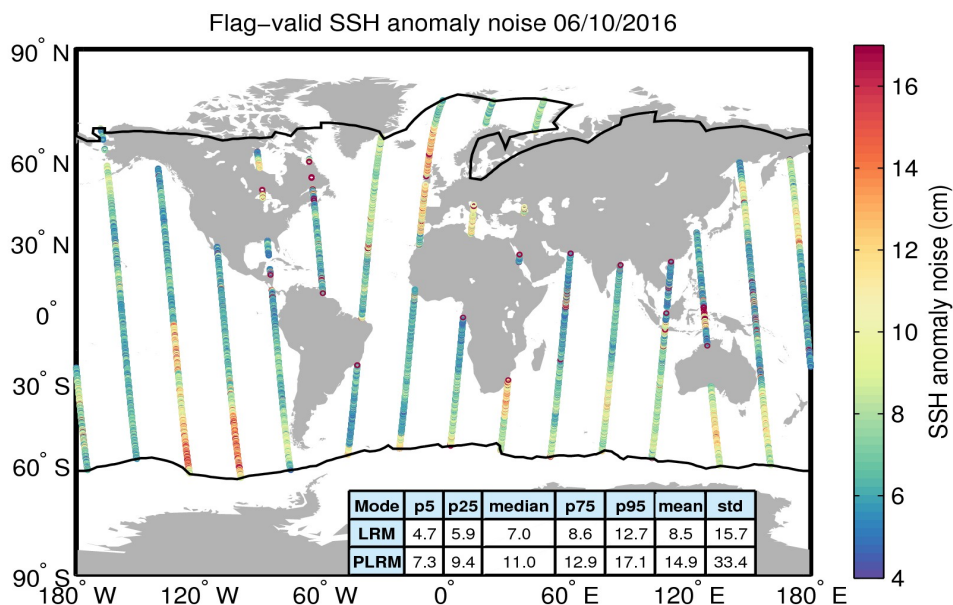 Flag−valid SSH anomaly noise 06/10/2016
90° N
60° N
30° N
0°
30° S
60° S
90° S
180° W 120° W 60° W 0° 60° E 120° E 180° E
Mode p5 p25 median p75 p95 mean std
LRM 4.7 5.9 7.0 8.6 12.7 8.5 15.7
PLRM 7.3 9.4 11.0 12.9 17.1 14.9 33.4
16
14
12
10
8
6
4
SSH anomaly noise (cm)